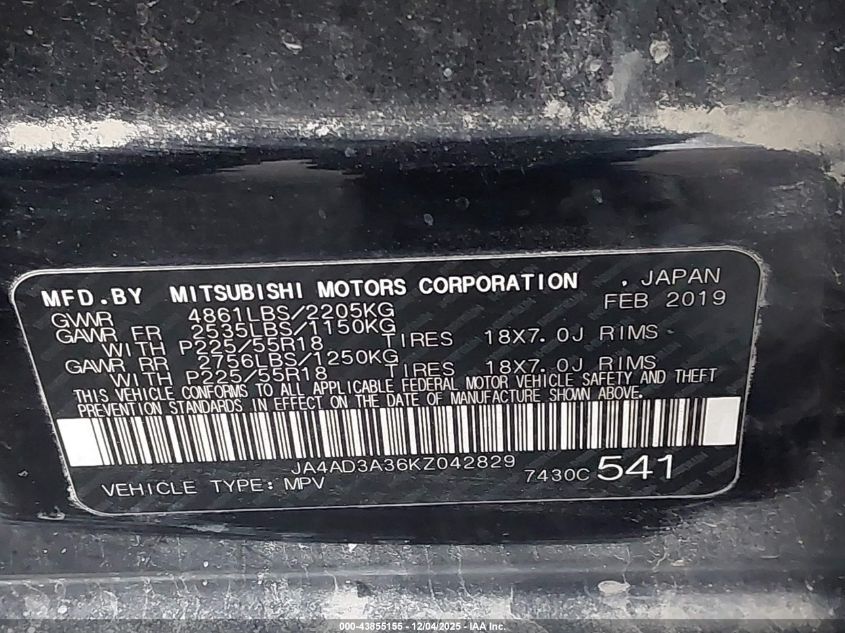 MFD.BY MITSUBISHI MOTORS CORPORATION , JAPAN
FEB 2019
GVWR 4861LBS/2205KG
GAWR FR 2535LBS/1150KG
WITH P225/55R18 TIRES 18X7.0J RIMS
GAWR RR 2756LBS/1250KG
WITH P225/55R18 TIRES 18X7.0J RIMS
THIS VEHICLE CONFORMS TO ALL APPLICABLE FEDERAL MOTOR VEHICLE SAFETY AND THEFT
PREVENTION STANDARDS IN EFFECT ON THE DATE OF MANUFACTURE SHOWN ABOVE.
JA4AD3A36KZ042829
VEHICLE TYPE: MPV 7430C 541
000-43855155 - 12/04/2025 - IAA Inc.